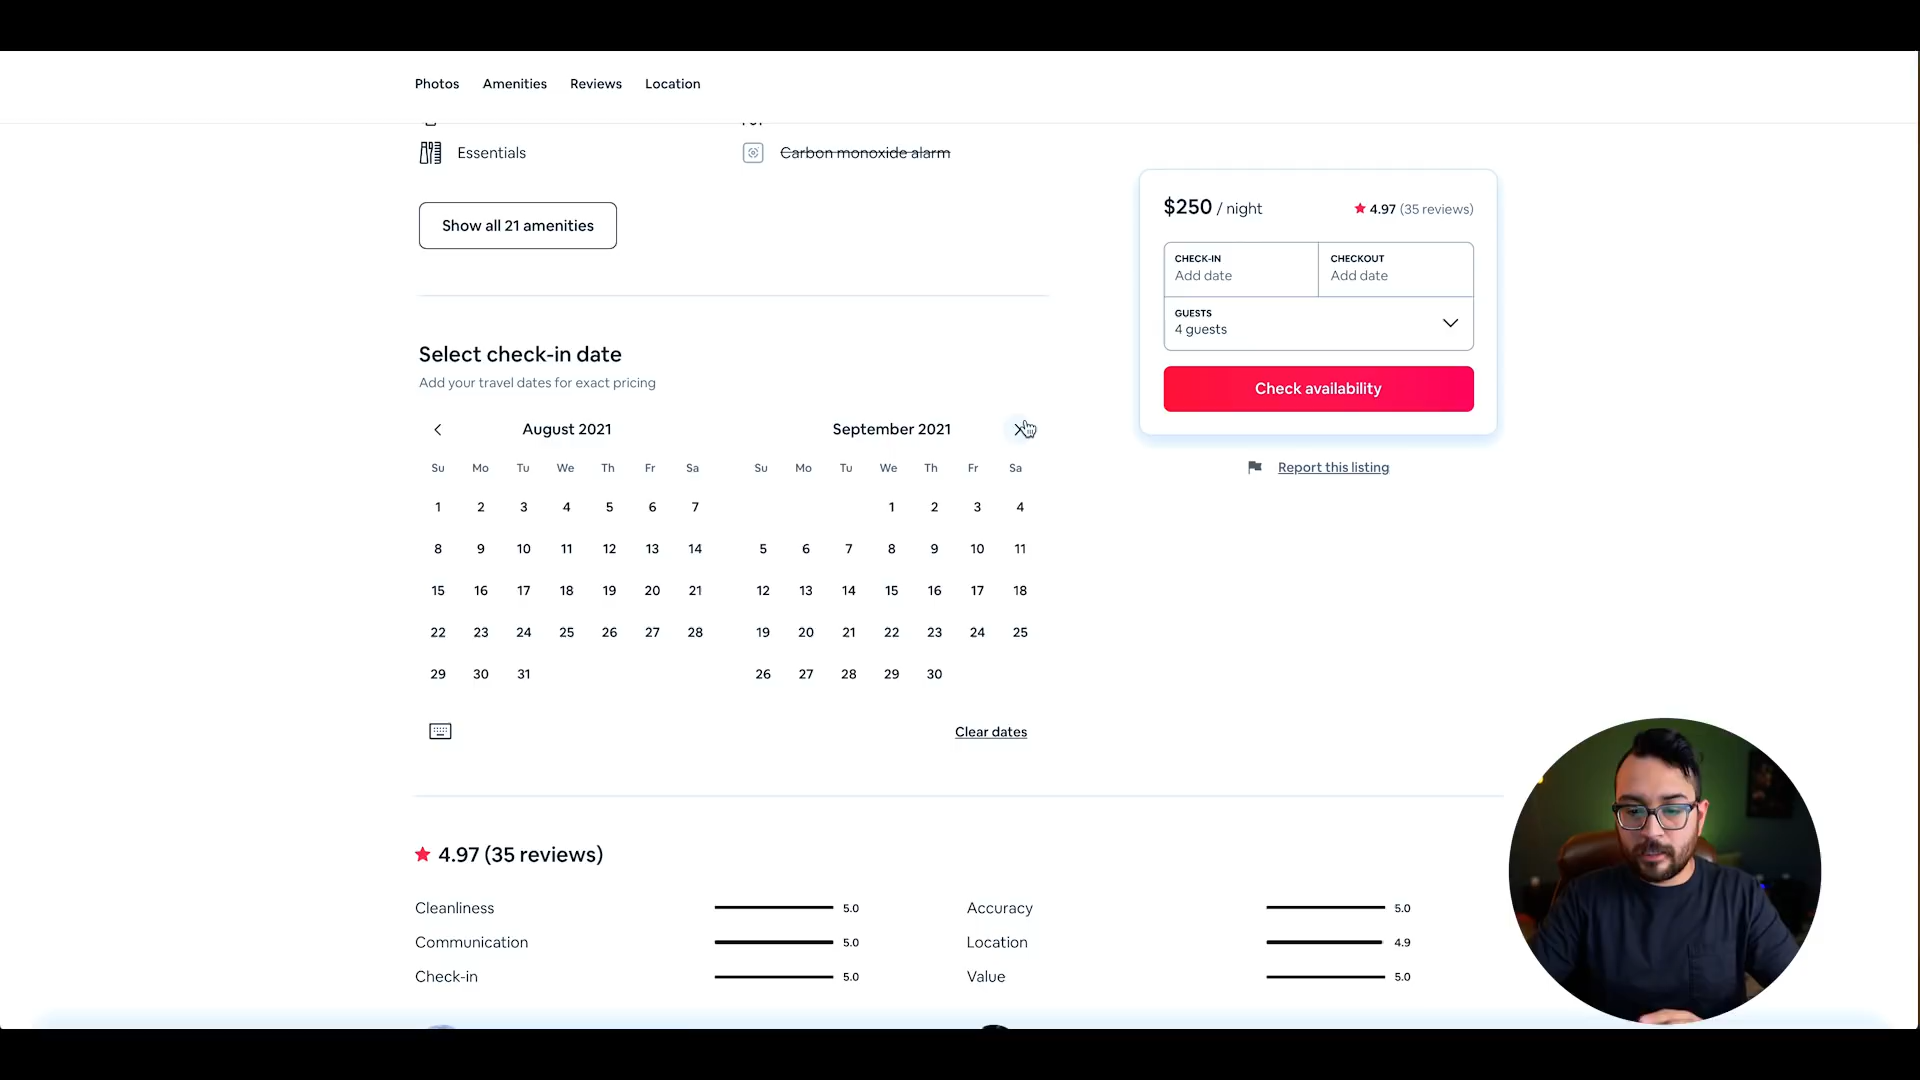 Photos Amenities Reviews Location
Essentials
Carbon monoxide alarm
Show all 21 amenities
$250 / night
4.97 (35 reviews)
CHECK-IN
Add date
CHECKOUT
Add date
GUESTS
4 guests
Check availability
Report this listing
Select check-in date
Add your travel dates for exact pricing
August 2021
Su Mo Tu We Th Fr Sa
1 2 3 4 5 6 7
8 9 10 11 12 13 14
15 16 17 18 19 20 21
22 23 24 25 26 27 28
29 30 31
September 2021
Su Mo Tu We Th Fr Sa
1 2 3 4
5 6 7 8 9 10 11
12 13 14 15 16 17 18
19 20 21 22 23 24 25
26 27 28 29 30
Clear dates
4.97 (35 reviews)
Cleanliness 5.0
Accuracy 5.0
Communication 5.0
Location 4.9
Check-in 5.0
Value 5.0